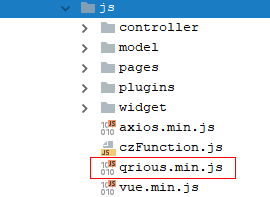 js
controller
model
pages
plugins
widget
axios.min.js
czFunction.js
qrious.min.js
vue.min.js